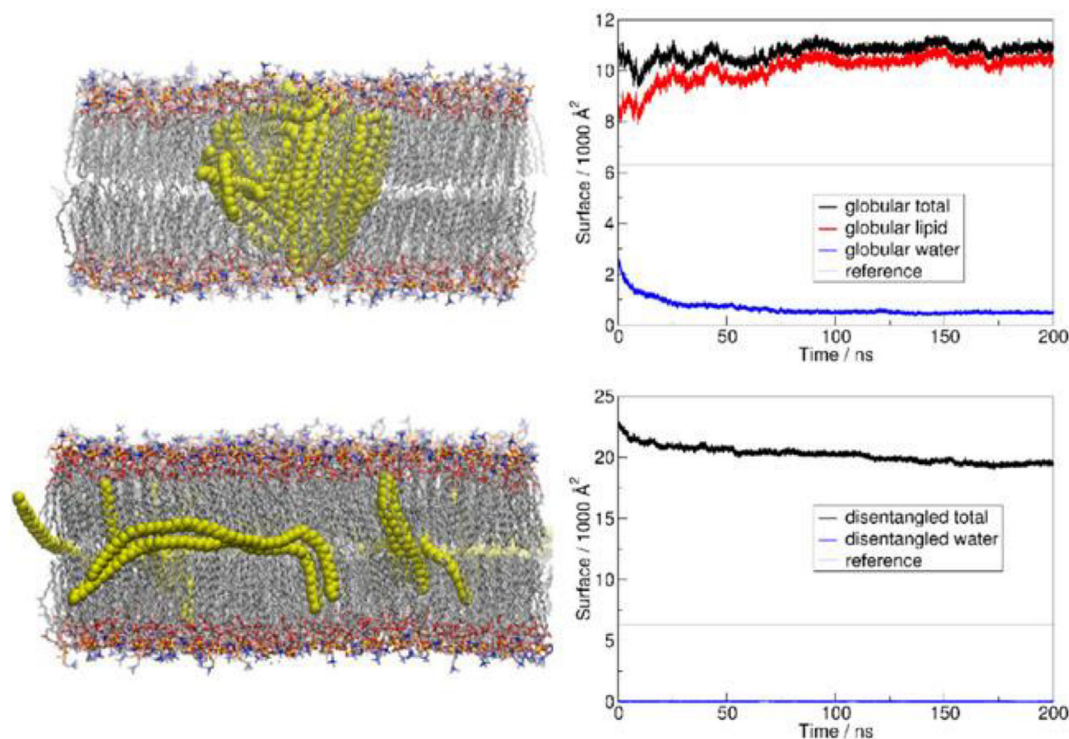 12
10
8
6
4
2
0
Surface / 1000 Å²
globular total
globular lipid
globular water
reference
0 50 100 150 200
Time / ns
25
20
15
10
5
0
Surface / 1000 Å²
disentangled total
disentangled water
reference
0 50 100 150 200
Time / ns